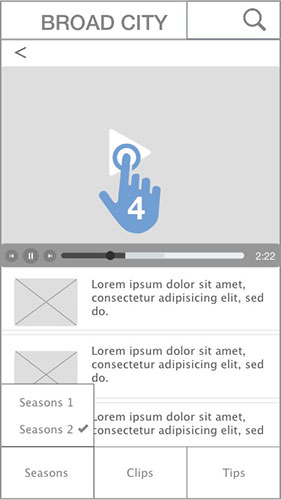 BROAD CITY
<
4
2:22
Lorem ipsum dolor sit amet,
consectetur adipisicing elit, sed
do.
Lorem ipsum dolor sit amet,
consectetur adipisicing elit, sed
do.
Lorem ipsum dolor sit amet,
consectetur adipisicing elit, sed
Seasons 1
Seasons 2 ✔
Seasons
Clips
Tips